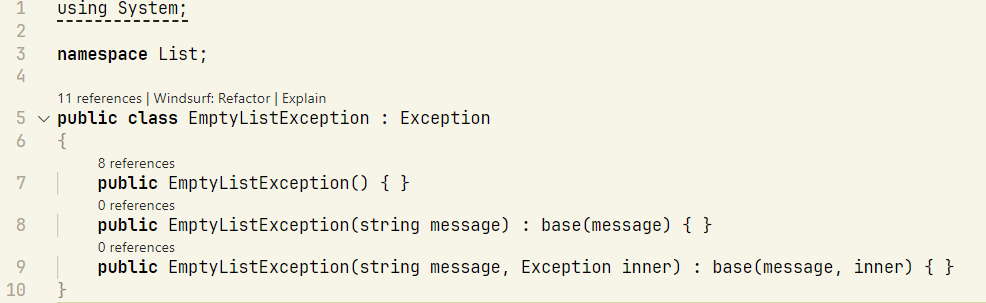 1 using System;
2
3 namespace List;
4
11 references | Windsurf: Refactor | Explain
5 public class EmptyListException : Exception
6 {
8 references
7 public EmptyListException() { }
0 references
8 public EmptyListException(string message) : base(message) { }
0 references
9 public EmptyListException(string message, Exception inner) : base(message, inner) { }
10 }